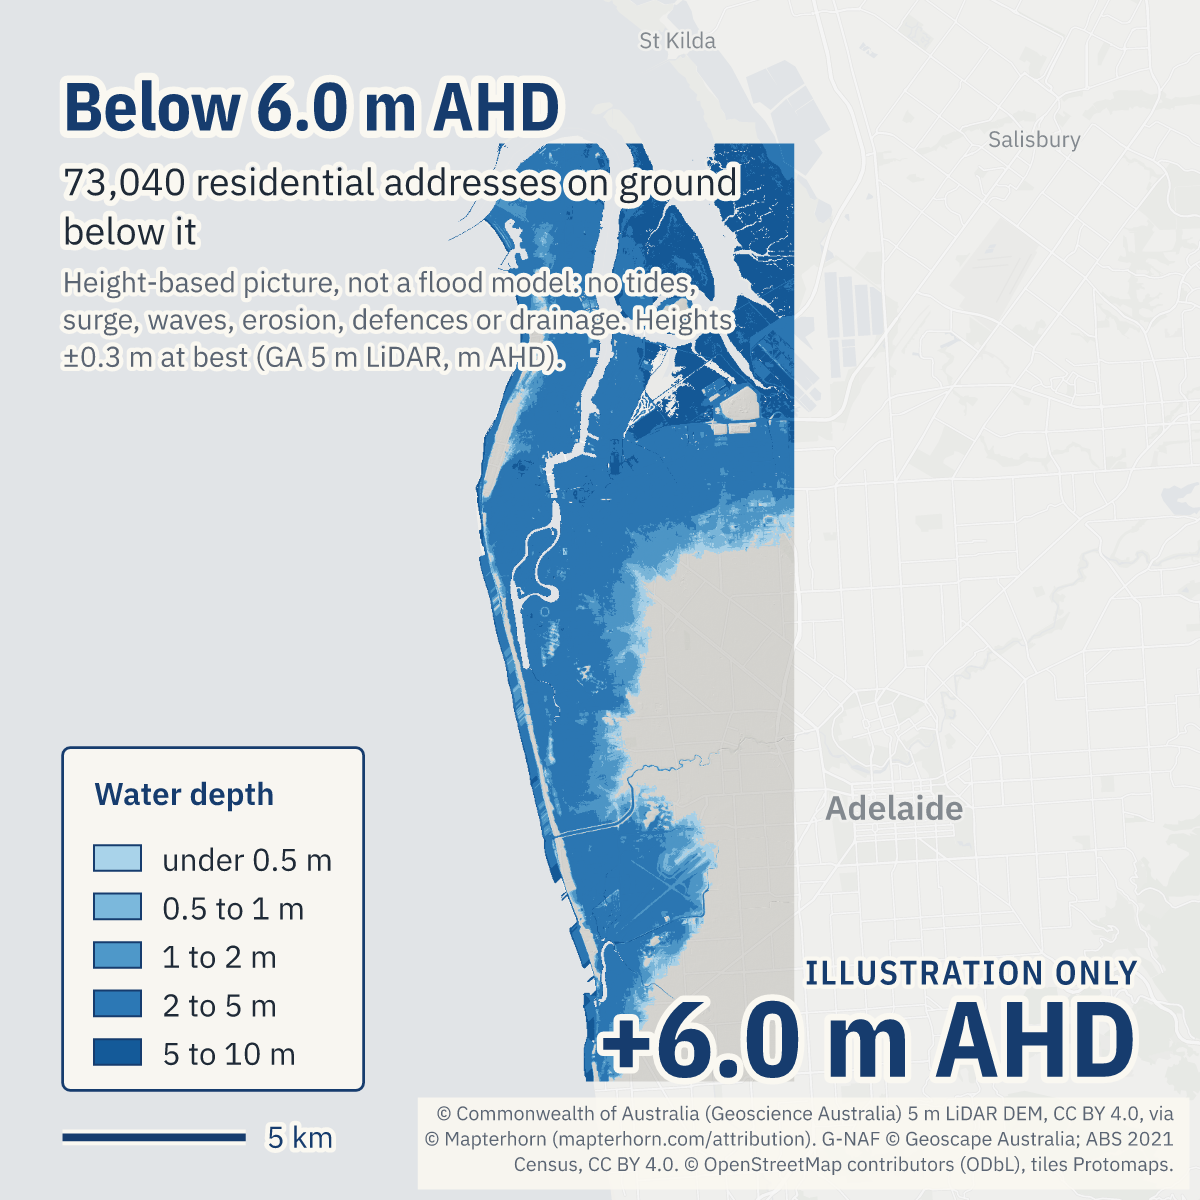 St Kilda
Below 6.0 m AHD
Salisbury
73,040 residential addresses on ground
below it
Height-based picture, not a flood model: no tides,
surge, waves, erosion, defences or drainage. Heights
±0.3 m at best (GA 5 m LiDAR, m AHD).
Water depth
under 0.5 m
0.5 to 1 m
1 to 2 m
2 to 5 m
5 to 10 m
5 km
Adelaide
ILLUSTRATION ONLY
+6.0 m AHD
© Commonwealth of Australia (Geoscience Australia) 5 m LiDAR DEM, CC BY 4.0, via
© Mapterhorn (mapterhorn.com/attribution). G-NAF © Geoscape Australia; ABS 2021
Census, CC BY 4.0. © OpenStreetMap contributors (ODbL), tiles Protomaps.